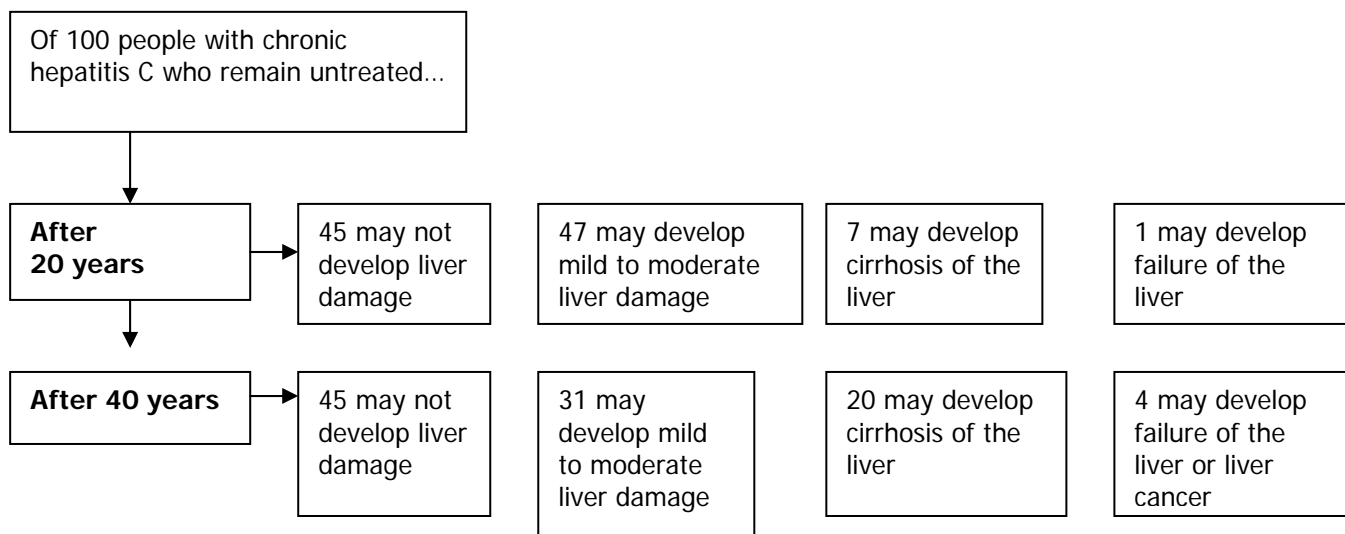 Of 100 people with chronic
hepatitis C who remain untreated...
After
20 years
45 may not
develop liver
damage
47 may develop
mild to moderate
liver damage
7 may develop
cirrhosis of the
liver
1 may develop
failure of the
liver
After 40 years
45 may not
develop liver
damage
31 may
develop mild
to moderate
liver damage
20 may develop
cirrhosis of the
liver
4 may develop
failure of the
liver or liver
cancer